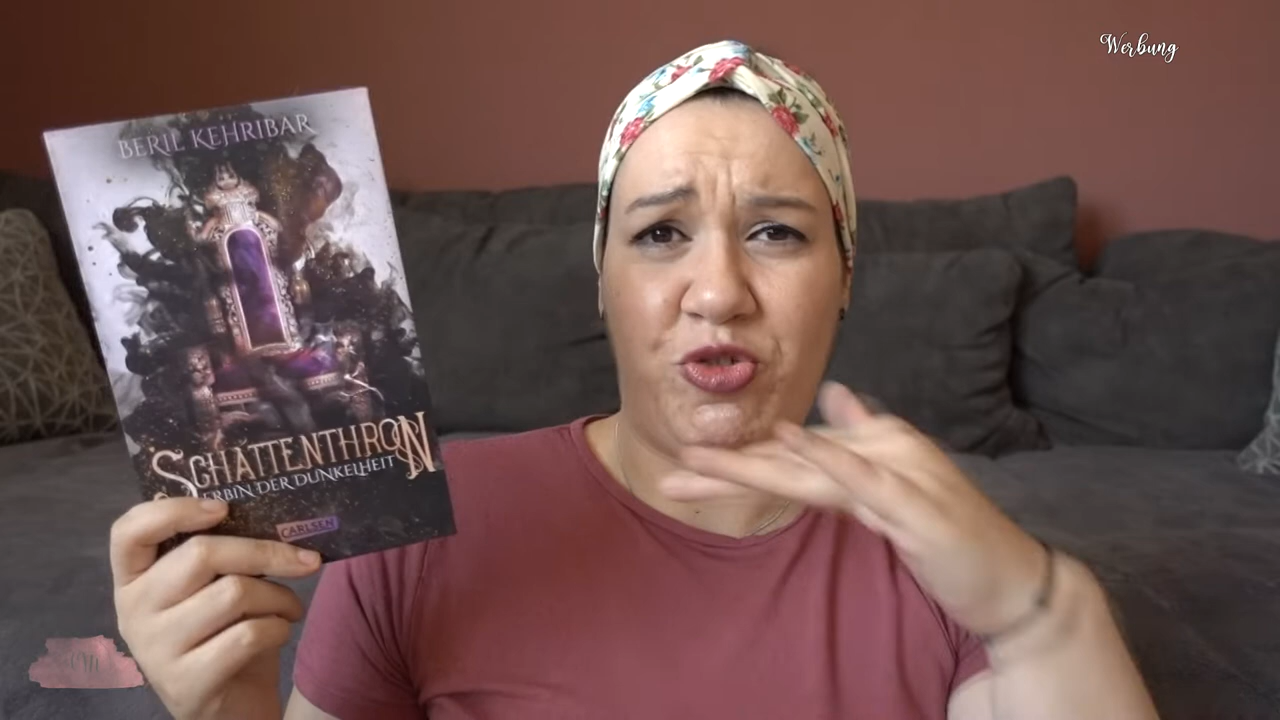 Werbung
BERIL KEHRIBAR
SCHATTENTHRON
ERBIN DER DUNKELHEIT
CARLSEN